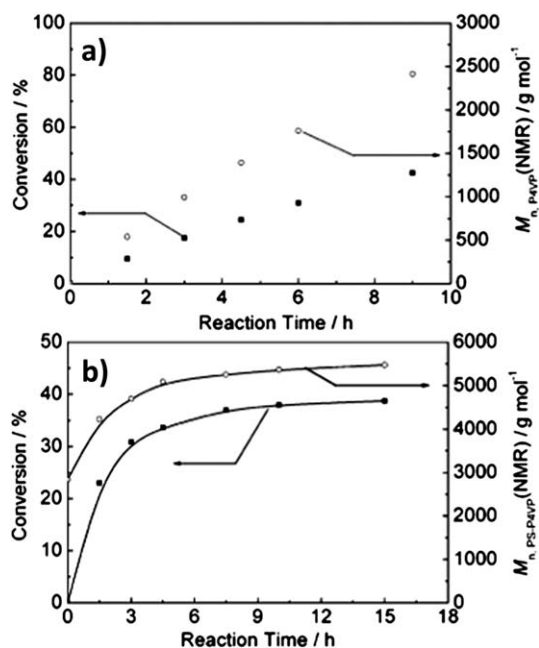 a)
100
80
60
40
20
0
Conversion / %
3000
2500
2000
1500
1000
500
0
Mn, P4VP(NMR) / g mol-1
0 2 4 6 8 10
Reaction Time / h
b)
50
40
30
20
10
0
Conversion / %
6000
5000
4000
3000
2000
1000
0
Mn, PS-P4VP(NMR) / g mol-1
0 3 6 9 12 15 18
Reaction Time / h